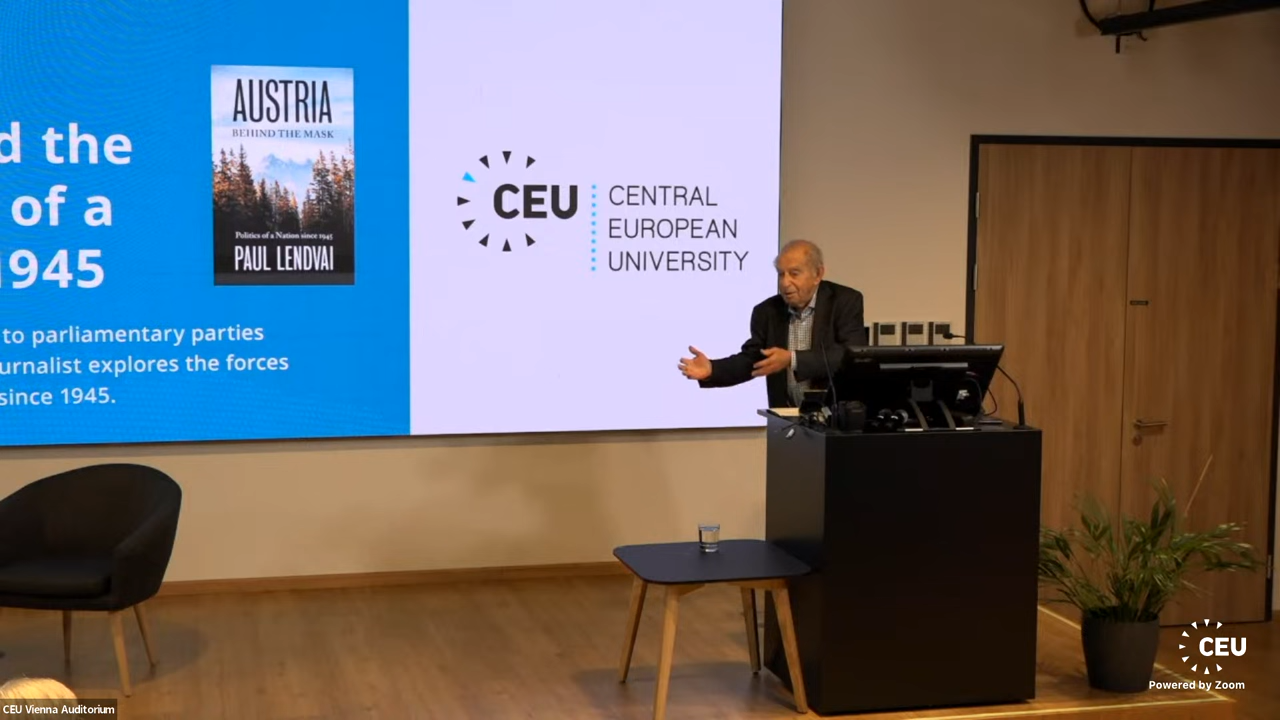 d the
of a
1945
to parliamentary parties
urnalist explores the forces
since 1945.
AUSTRIA
BEHIND THE MASK
Politics of a Nation since 1945
PAUL LENDVAI
CEU
CENTRAL
EUROPEAN
UNIVERSITY
CEU
Powered by Zoom
CEU Vienna Auditorium